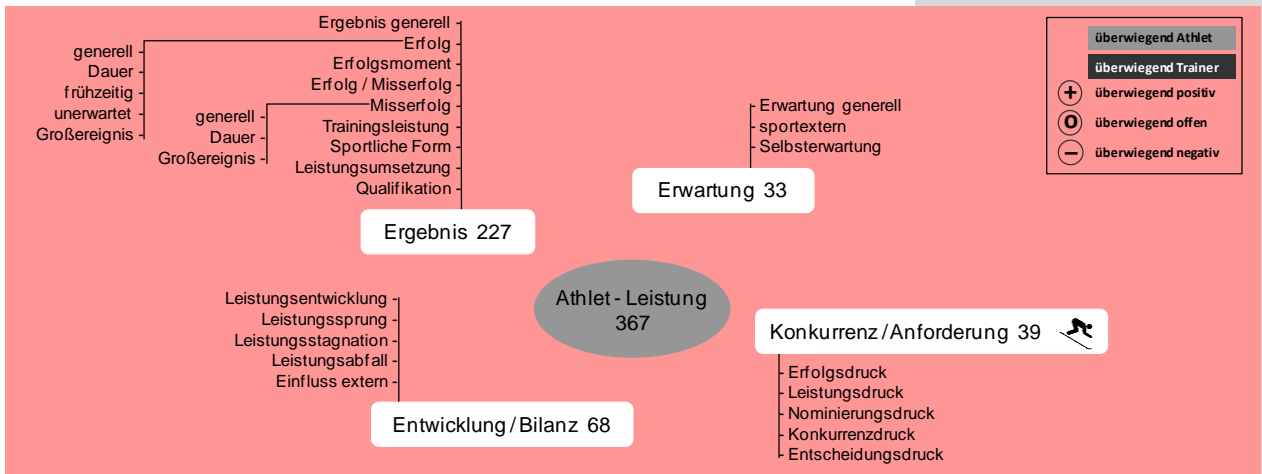 Ergebnis generell
Erfolg
Erfolgsmoment
Erfolg / Misserfolg
Misserfolg
Trainingsleistung
Sportliche Form
Leistungsumsetzung
Qualifikation
generell
Dauer
frühzeitig
unerwartet
Großereignis
generell
Dauer
Großereignis
Ergebnis 227
Erwartung generell
sportextern
Selbsterwartung
Erwartung 33
überwiegend Athlet
überwiegend Trainer
+ überwiegend positiv
O überwiegend offen
– überwiegend negativ
Athlet - Leistung
367
Leistungsentwicklung
Leistungssprung
Leistungsstagnation
Leistungsabfall
Einfluss extern
Entwicklung / Bilanz 68
Konkurrenz / Anforderung 39
Erfolgsdruck
Leistungsdruck
Nominierungsdruck
Konkurrenzdruck
Entscheidungsdruck